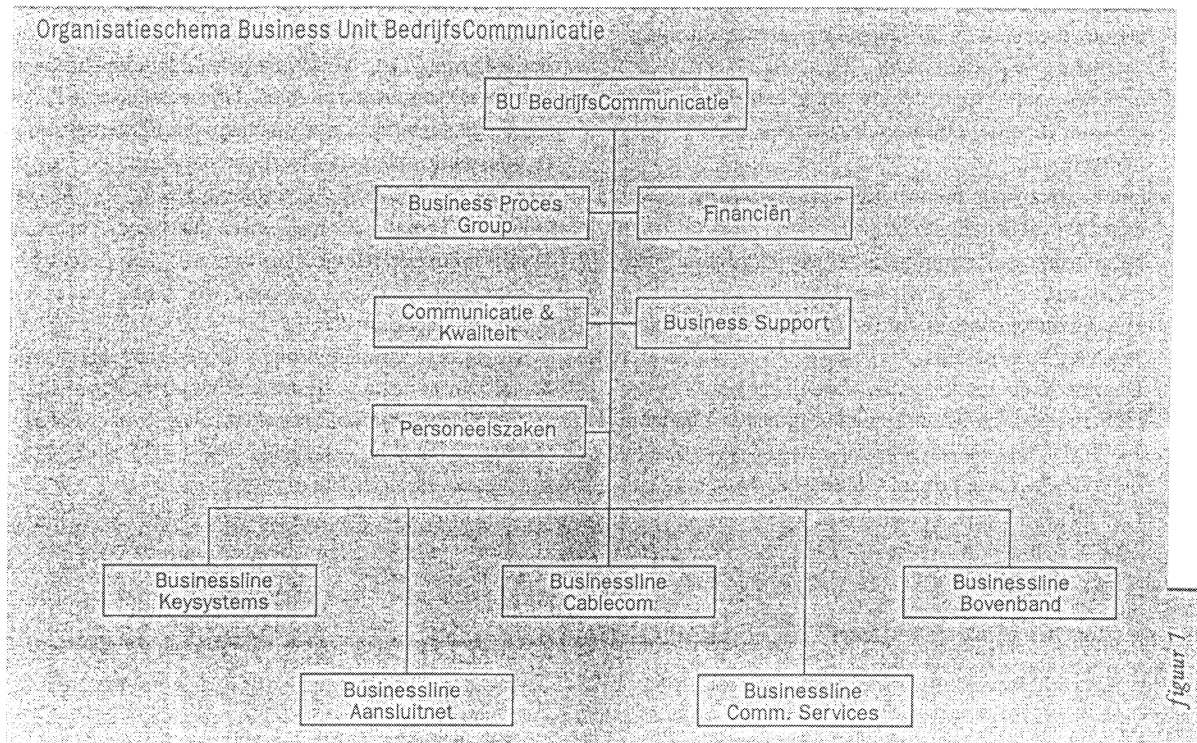 Organisatieschema Business Unit BedrijfsCommunicatie
BU BedrijfsCommunicatie
Business Proces
Group
Financiën
Communicatie &
Kwaliteit
Business Support
Personeelszaken
Businessline
Keysystems
Businessline
Cablecom
Businessline
Bovenband
Businessline
Aansluitnet
Businessline
Comm. Services
figuur 1